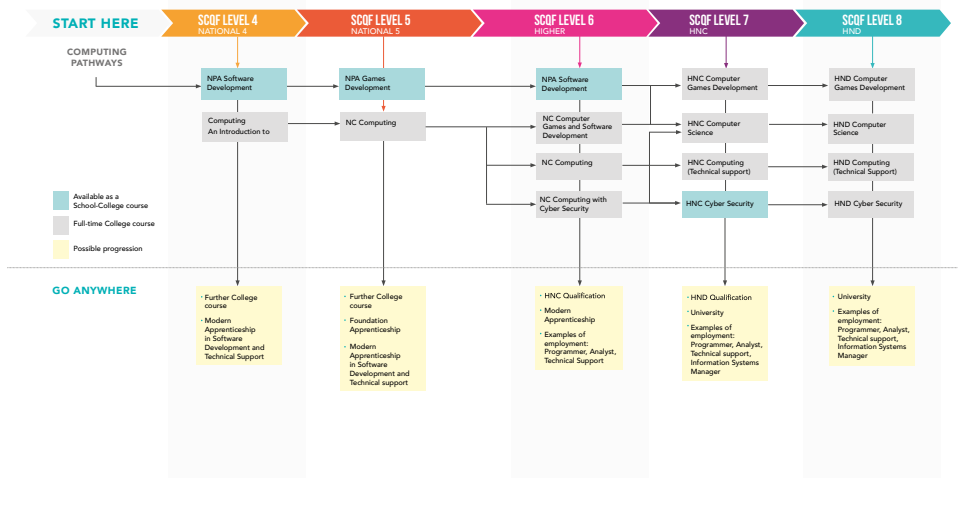 START HERE
SCQF LEVEL 4
NATIONAL 4
SCQF LEVEL 5
NATIONAL 5
SCQF LEVEL 6
HIGHER
SCQF LEVEL 7
HNC
SCQF LEVEL 8
HND
COMPUTING
PATHWAYS
NPA Software
Development
NPA Games
Development
NPA Software
Development
HNC Computer
Games Development
HND Computer
Games Development
Computing
An Introduction to
NC Computing
NC Computer
Games and Software
Development
HNC Computer
Science
HND Computer
Science
NC Computing
HNC Computing
(Technical support)
HND Computing
(Technical Support)
NC Computing with
Cyber Security
HNC Cyber Security
HND Cyber Security
Available as a
School-College course
Full-time College course
Possible progression
GO ANYWHERE
· Further College
course
· Modern
Apprenticeship
in Software
Development and
Technical Support
· Further College
course
· Foundation
Apprenticeship
· Modern
Apprenticeship
in Software
Development and
Technical support
· HNC Qualification
· Modern
Apprenticeship
· Examples of
employment:
Programmer, Analyst,
Technical Support
· HND Qualification
· University
· Examples of
employment:
Programmer, Analyst,
Technical support,
Information Systems
Manager
· University
· Examples of
employment:
Programmer, Analyst,
Technical support,
Information Systems
Manager